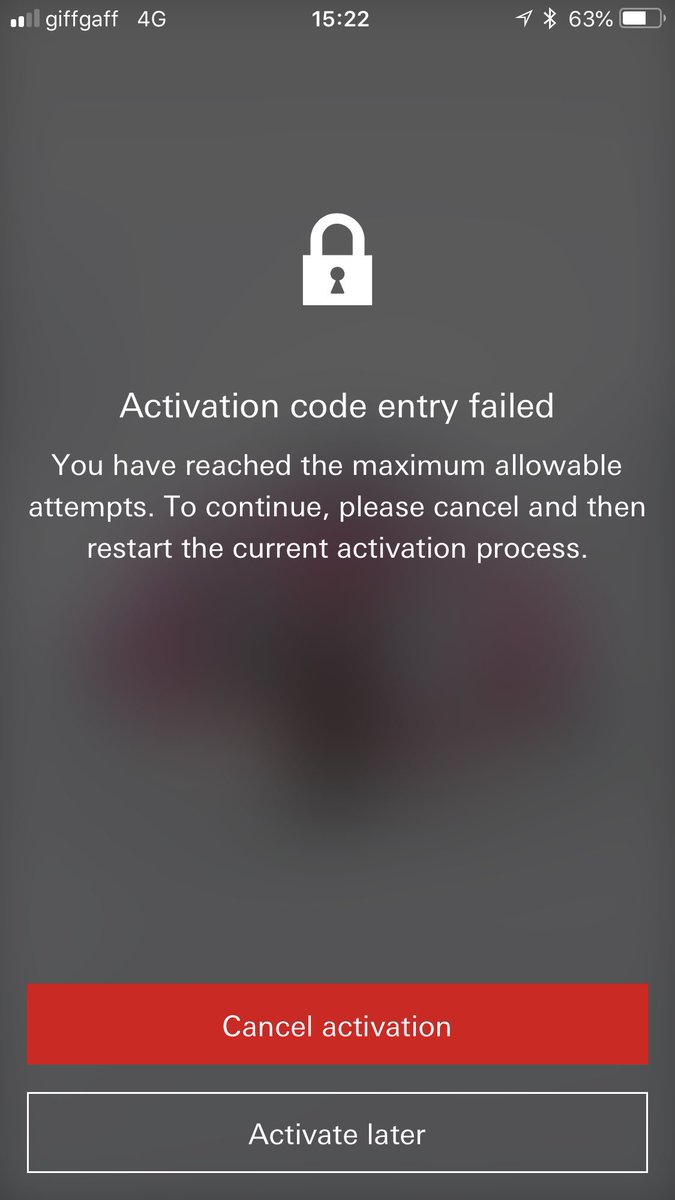 giffgaff 4G 15:22 63%
Activation code entry failed
You have reached the maximum allowable
attempts. To continue, please cancel and then
restart the current activation process.
Cancel activation
Activate later